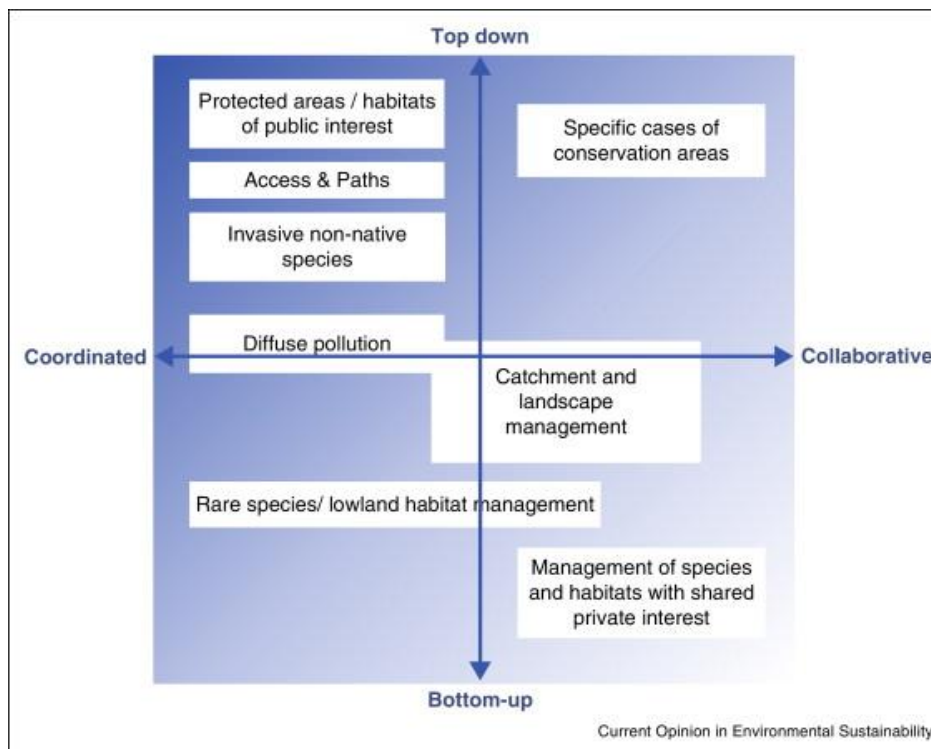 Top down
Protected areas / habitats
of public interest
Specific cases of
conservation areas
Access & Paths
Invasive non-native
species
Diffuse pollution
Coordinated
Collaborative
Catchment and
landscape
management
Rare species/ lowland habitat management
Management of species
and habitats with shared
private interest
Bottom-up
Current Opinion in Environmental Sustainability